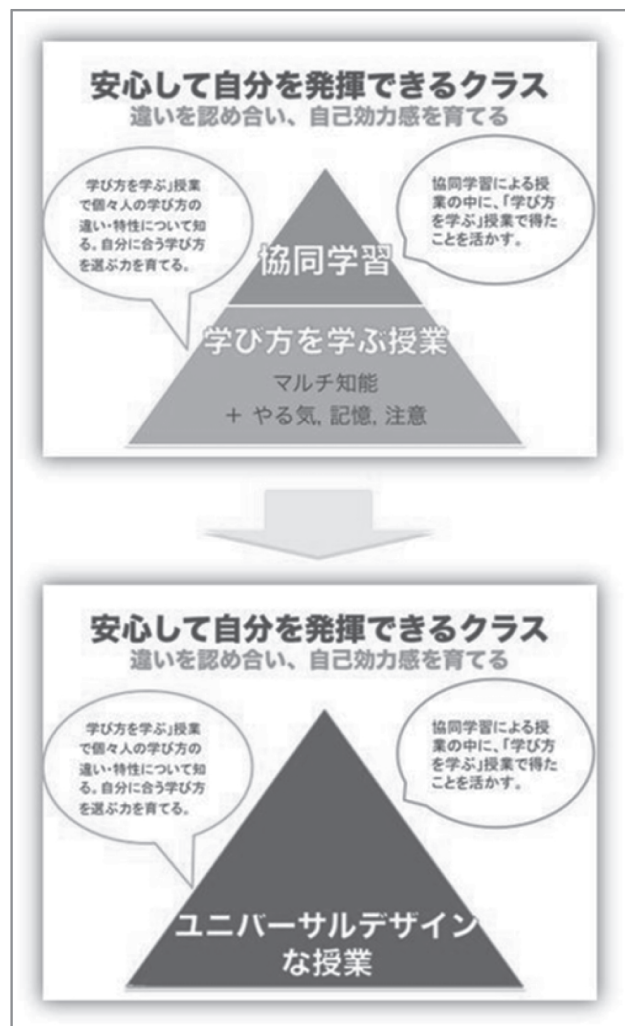 安心して自分を発揮できるクラス
違いを認め合い、自己効力感を育てる
学び方を学ぶ」授業
で個々人の学び方の
違い・特性について知
る。自分に合う学び方
を選ぶ力を育てる。
協同学習による授
業の中に、「学び方
を学ぶ」授業で得た
ことを活かす。
協同学習
学び方を学ぶ授業
マルチ知能
+ やる気, 記憶, 注意
安心して自分を発揮できるクラス
違いを認め合い、自己効力感を育てる
学び方を学ぶ」授業
で個々人の学び方の
違い・特性について知
る。自分に合う学び方
を選ぶ力を育てる。
協同学習による授
業の中に、「学び方
を学ぶ」授業で得た
ことを活かす。
ユニバーサルデザイン
な授業